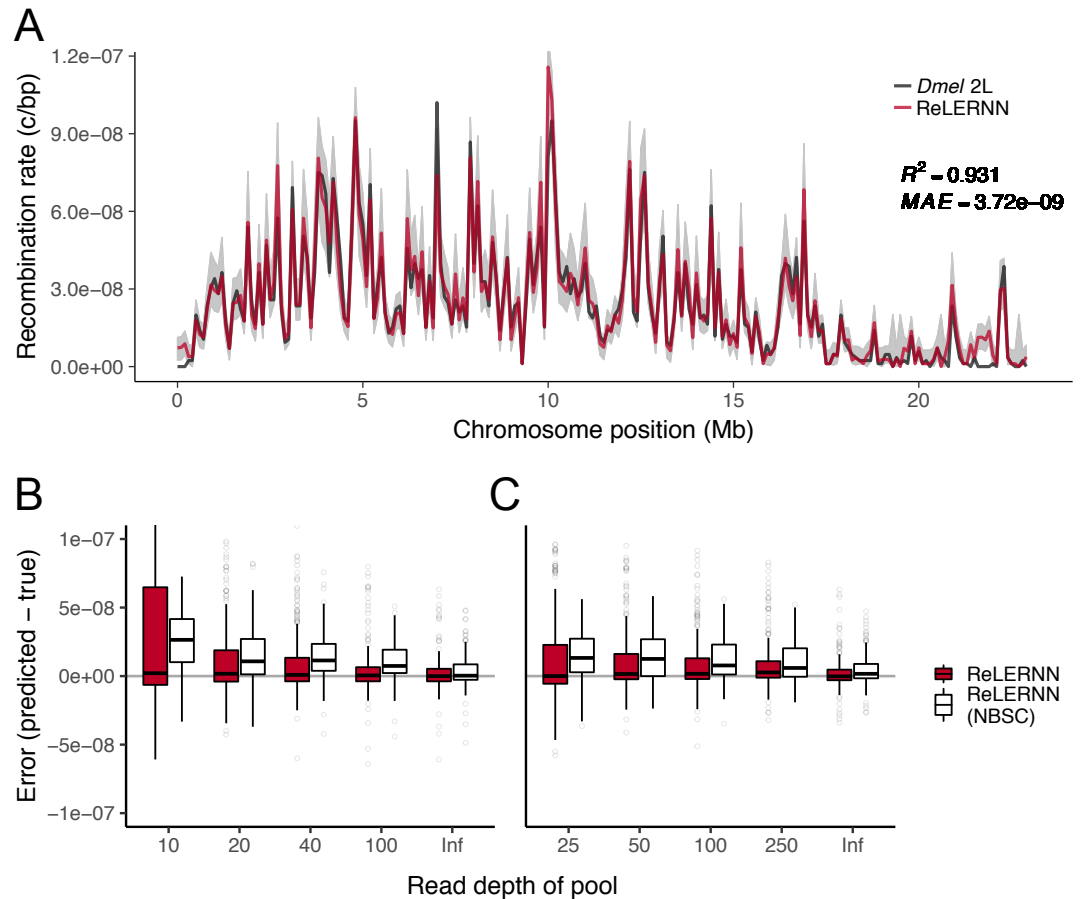 A
Recombination rate (c/bp)
1.2e−07
9.0e−08
6.0e−08
3.0e−08
0.0e+00
Dmel 2L
ReLERNN
R² = 0.931
MAE = 3.72e−09
0 5 10 15 20
Chromosome position (Mb)
B
C
Error (predicted − true)
1e−07
5e−08
0e+00
−5e−08
−1e−07
10 20 40 100 Inf
25 50 100 250 Inf
ReLERNN
ReLERNN
(NBSC)
Read depth of pool